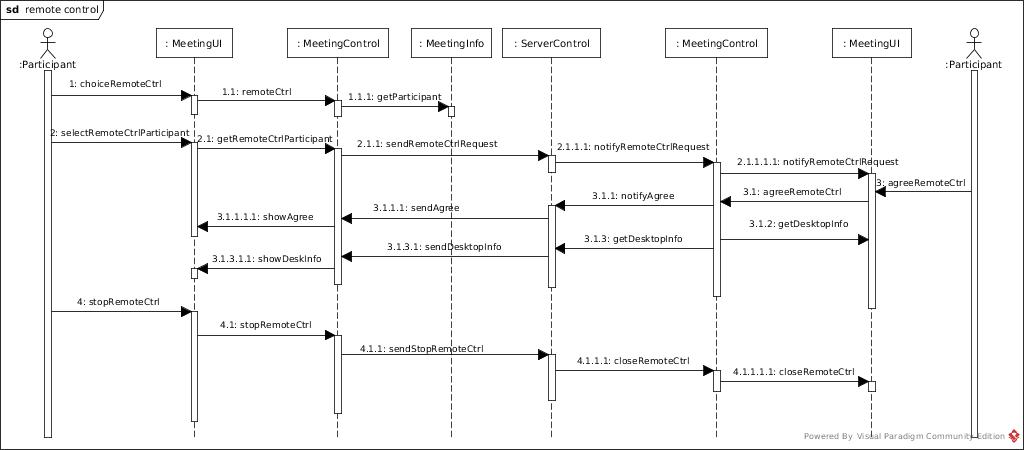 sd remote control
: MeetingUI
: MeetingControl
: MeetingInfo
: ServerControl
: MeetingControl
: MeetingUI
:Participant
:Participant
1: choiceRemoteCtrl
1.1: remoteCtrl
1.1.1: getParticipant
2: selectRemoteCtrlParticipant
2.1: getRemoteCtrlParticipant
2.1.1: sendRemoteCtrlRequest
2.1.1.1: notifyRemoteCtrlRequest
2.1.1.1.1: notifyRemoteCtrlRequest
3: agreeRemoteCtrl
3.1: agreeRemoteCtrl
3.1.1: notifyAgree
3.1.1.1: sendAgree
3.1.1.1.1: showAgree
3.1.2: getDesktopInfo
3.1.3: getDesktopInfo
3.1.3.1: sendDesktopInfo
3.1.3.1.1: showDeskInfo
4: stopRemoteCtrl
4.1: stopRemoteCtrl
4.1.1: sendStopRemoteCtrl
4.1.1.1: closeRemoteCtrl
4.1.1.1.1: closeRemoteCtrl
Powered By Visual Paradigm Community Edition